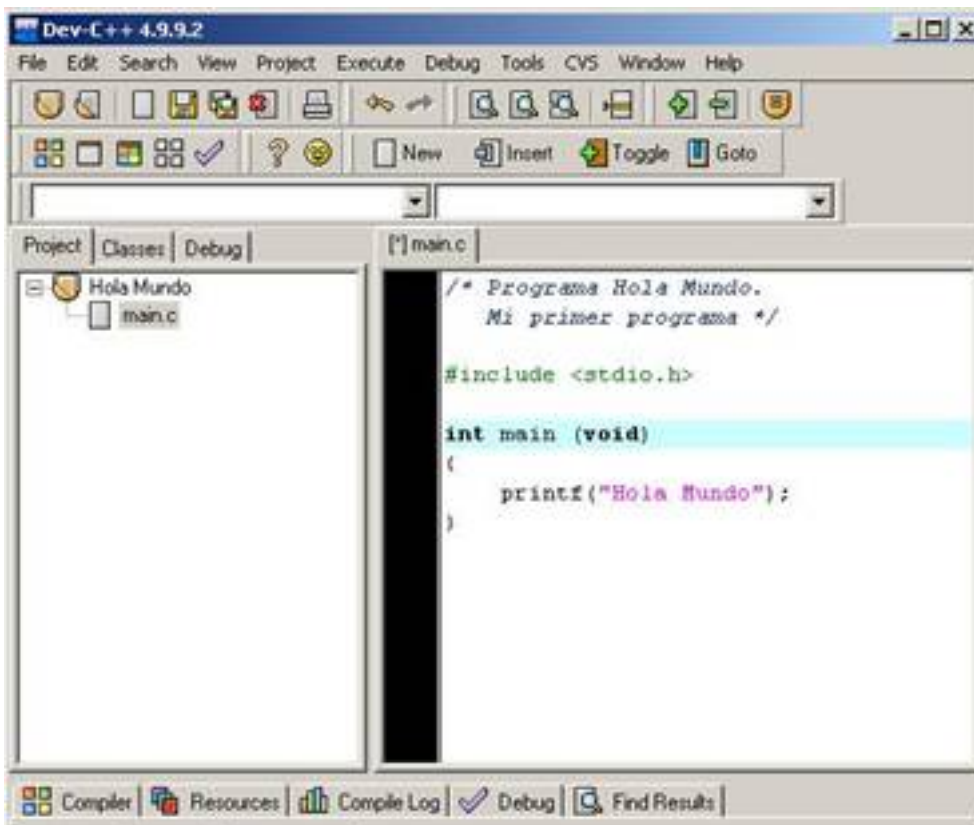 Dev-C++ 4.9.9.2
File Edit Search View Project Execute Debug Tools CVS Window Help
New Insert Toggle Goto
Project Classes Debug
[*] main.c
Hola Mundo
main.c
/* Programa Hola Mundo.
Mi primer programa */
#include <stdio.h>
int main (void)
{
printf("Hola Mundo");
}
Compiler Resources Compile Log Debug Find Results